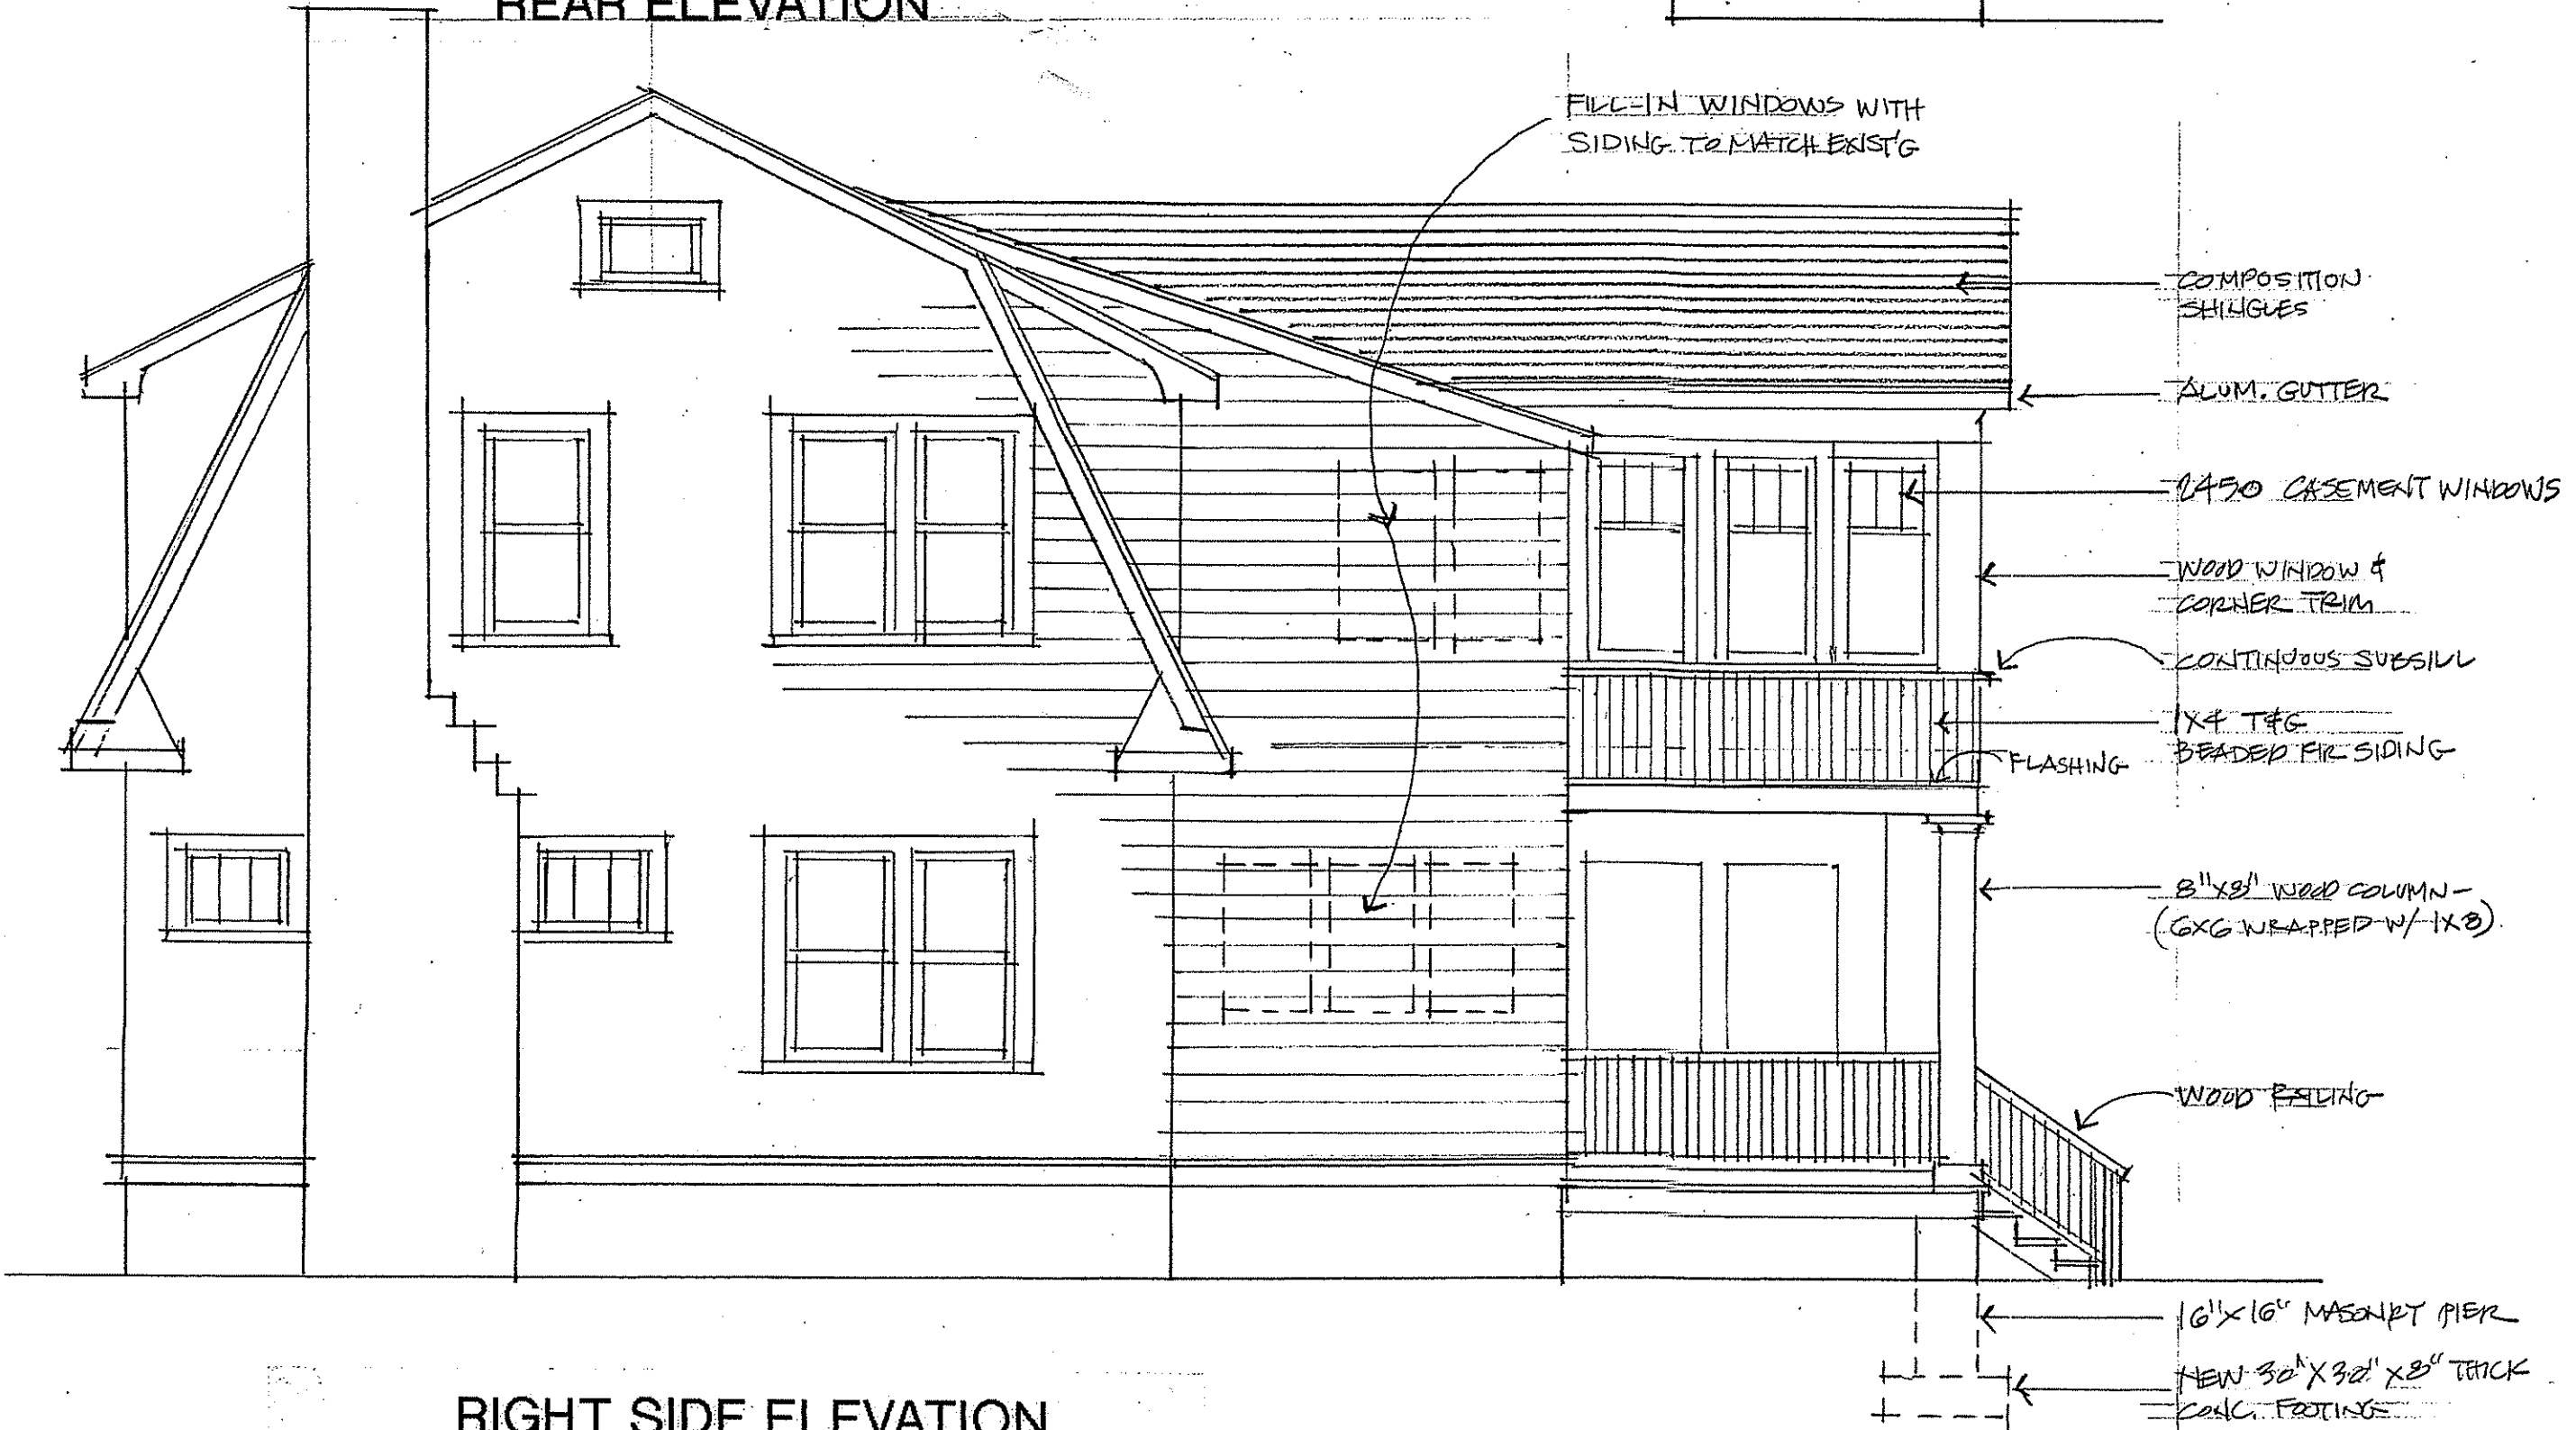 REAR ELEVATION
FILL-IN WINDOWS WITH
SIDING TO MATCH EXIST'G
COMPOSITION
SHINGLES
ALUM. GUTTER
2450 CASEMENT WINDOWS
WOOD WINDOW &
CORNER TRIM
CONTINUOUS SUBSILL
1X4 T&G
BEADED FIR SIDING
FLASHING
8"X8" WOOD COLUMN-
(6X6 WRAPPED W/ 1X8)
WOOD RAILING
16"X16" MASONRY PIER
NEW 30"X30"X8" THICK
CONC. FOOTING
RIGHT SIDE ELEVATION